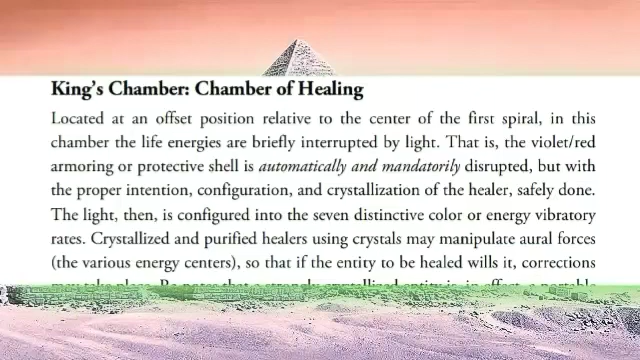 King's Chamber: Chamber of Healing
Located at an offset position relative to the center of the first spiral, in this
chamber the life energies are briefly interrupted by light. That is, the violet/red
armoring or protective shell is automatically and mandatorily disrupted, but with
the proper intention, configuration, and crystallization of the healer, safely done.
The light, then, is configured into the seven distinctive color or energy vibratory
rates. Crystallized and purified healers using crystals may manipulate aural forces
(the various energy centers), so that if the entity to be healed wills it, corrections